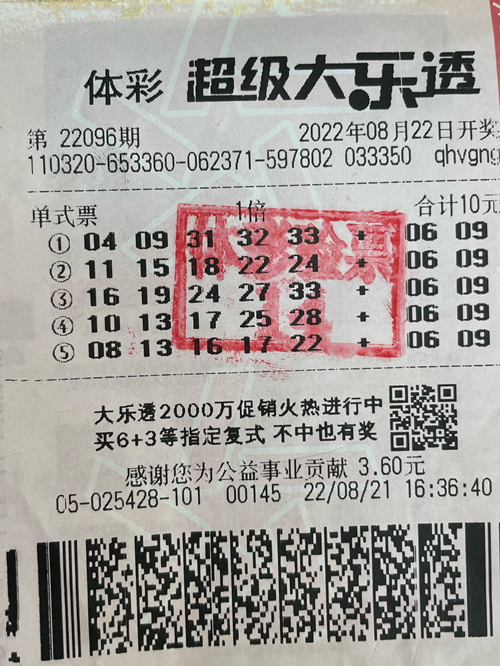 体彩 超级大乐透
第 22096期 2022年08月22日开奖
110320-653360-062371-597802 033350 qhvgng
单式票 1倍 合计10元
① 04 09 31 32 33 + 06 09
② 11 15 18 22 24 + 06 09
③ 16 19 24 27 33 + 06 09
④ 10 13 17 25 28 + 06 09
⑤ 08 13 16 17 22 + 06 09
大乐透2000万促销火热进行中
买6+3等指定复式 不中也有奖
感谢您为公益事业贡献 3.60元
05-025428-101 00145 22/08/21 16:36:40